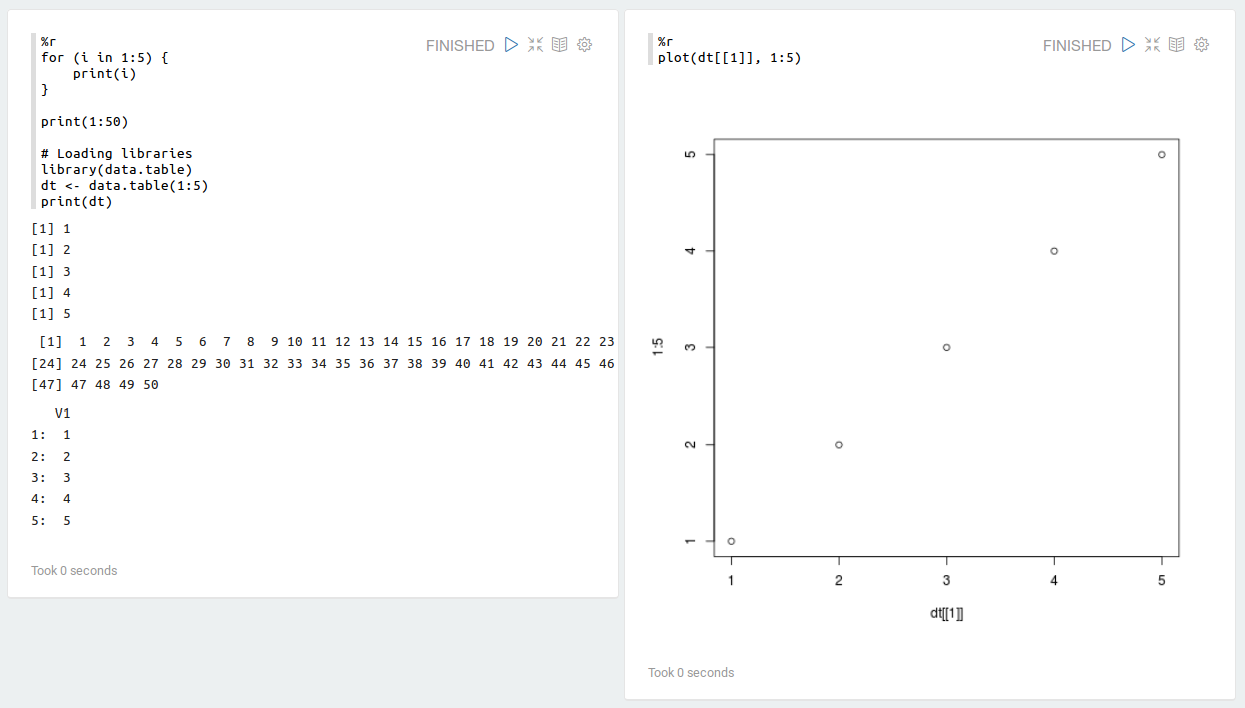 %r
for (i in 1:5) {
    print(i)
}
print(1:50)
# Loading libraries
library(data.table)
dt <- data.table(1:5)
print(dt)
FINISHED
[1] 1
[1] 2
[1] 3
[1] 4
[1] 5
 [1]  1  2  3  4  5  6  7  8  9 10 11 12 13 14 15 16 17 18 19 20 21 22 23
[24] 24 25 26 27 28 29 30 31 32 33 34 35 36 37 38 39 40 41 42 43 44 45 46
[47] 47 48 49 50
   V1
1:  1
2:  2
3:  3
4:  4
5:  5
Took 0 seconds
%r
plot(dt[[1]], 1:5)
FINISHED
5
4
3
2
1
1:5
1 2 3 4 5
dt[[1]]
Took 0 seconds